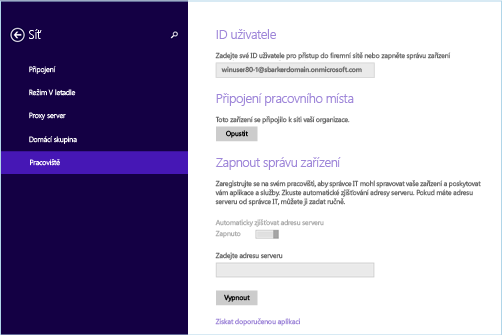 Síť
Připojení
Režim V letadle
Proxy server
Domácí skupina
Pracoviště
ID uživatele
Zadejte své ID uživatele pro přístup do firemní sítě nebo zapněte správu zařízení
winuser80-1@sbarkerdomain.onmicrosoft.com
Připojení pracovního místa
Toto zařízení se připojilo k síti vaší organizace.
Opustit
Zapnout správu zařízení
Zaregistrujte se na svém pracovišti, aby správce IT mohl spravovat vaše zařízení a poskytovat
vám aplikace a služby. Zkuste automatické zjišťování adresy serveru. Pokud máte adresu
serveru od správce IT, můžete ji zadat ručně.
Automaticky zjišťovat adresu serveru
Zapnuto
Zadejte adresu serveru
Vypnout
Získat doporučenou aplikaci